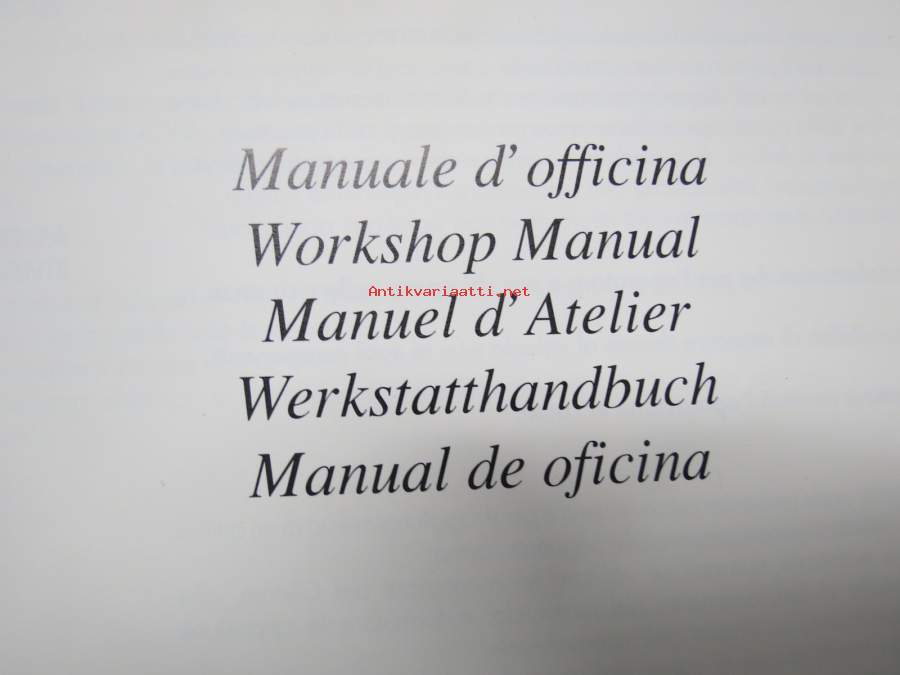 Manuale d' officina
Workshop Manual
Antikvariaatti.net
Manuel d' Atelier
Werkstatthandbuch
Manual de oficina